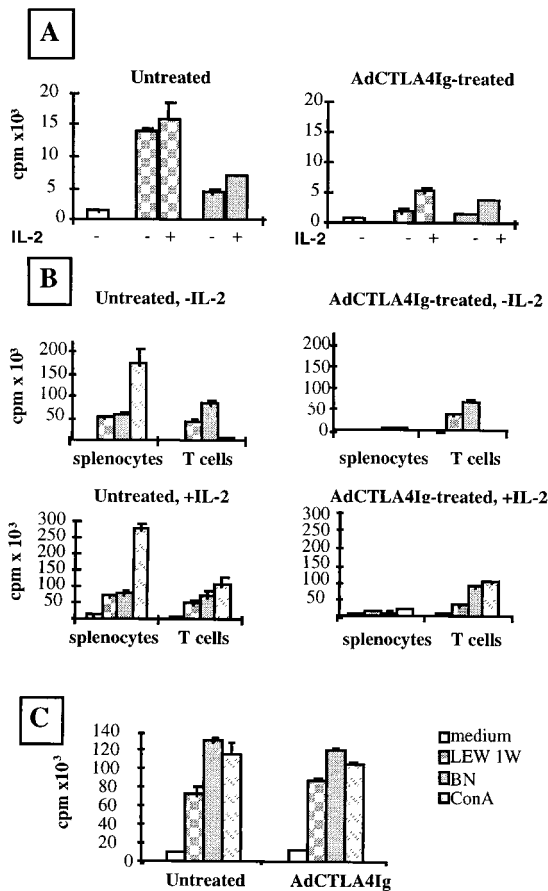 A
Untreated
AdCTLA4Ig-treated
cpm x10³
20
15
10
5
0
20
15
10
5
0
IL-2 - - + - +
IL-2 - - + - +
B
Untreated, -IL-2
AdCTLA4Ig-treated, -IL-2
cpm x 10³
200
150
100
50
200
150
100
50
0
splenocytes T cells
splenocytes T cells
Untreated, +IL-2
AdCTLA4Ig-treated, +IL-2
cpm x 10³
300
250
200
150
100
50
0
300
250
200
150
100
50
0
splenocytes T cells
splenocytes T cells
C
cpm x10³
140
120
100
80
60
40
20
0
Untreated AdCTLA4Ig
medium
LEW 1W
BN
ConA